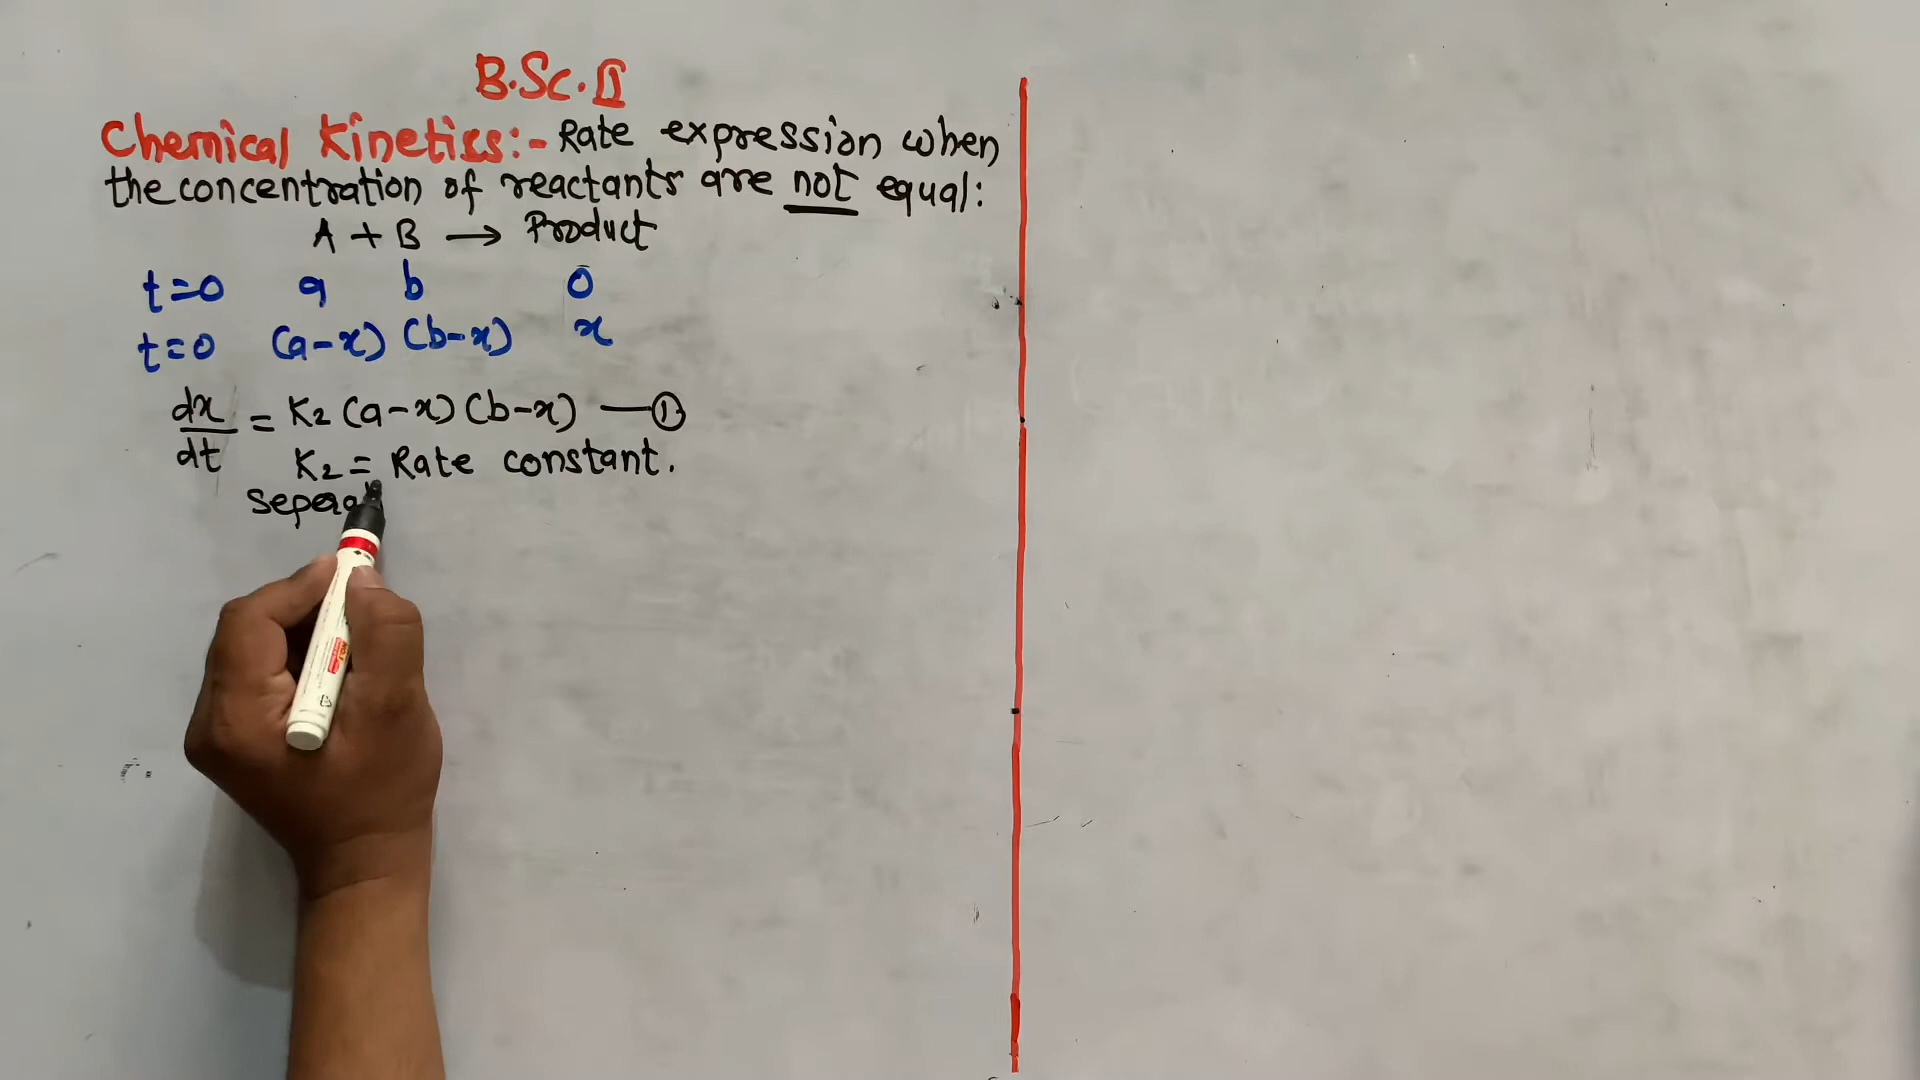 B.Sc.II
Chemical Kinetics:- Rate expression when
the concentration of reactants are not equal:
A + B → Product
t=0 a b 0
t=0 (a-x) (b-x) x
dx/dt = K₂ (a-x) (b-x) — ①
K₂ = Rate constant.
Sepera